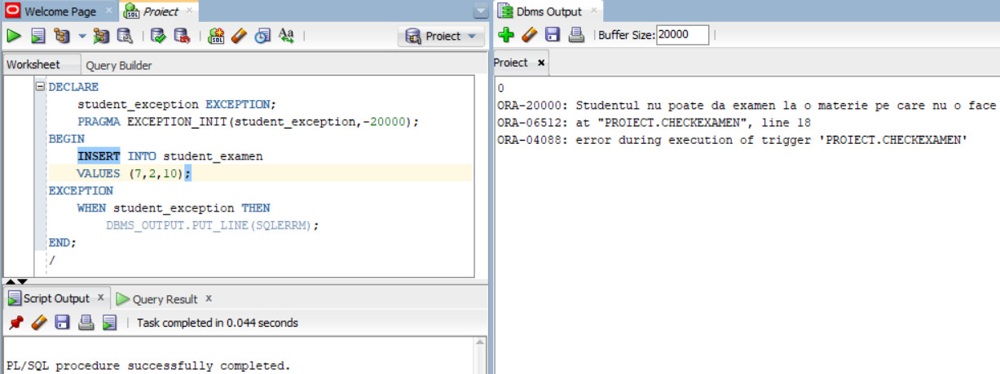 Welcome Page
Proiect
Proiect
Worksheet
Query Builder
DECLARE
student_exception EXCEPTION;
PRAGMA EXCEPTION_INIT(student_exception,-20000);
BEGIN
INSERT INTO student_examen
VALUES (7,2,10);
EXCEPTION
WHEN student_exception THEN
DBMS_OUTPUT.PUT_LINE(SQLERRM);
END;
/
Script Output
Query Result
Task completed in 0.044 seconds
PL/SQL procedure successfully completed.
Dbms Output
Buffer Size: 20000
Proiect
0
ORA-20000: Studentul nu poate da examen la o materie pe care nu o face
ORA-06512: at "PROIECT.CHECKEXAMEN", line 18
ORA-04088: error during execution of trigger 'PROIECT.CHECKEXAMEN'